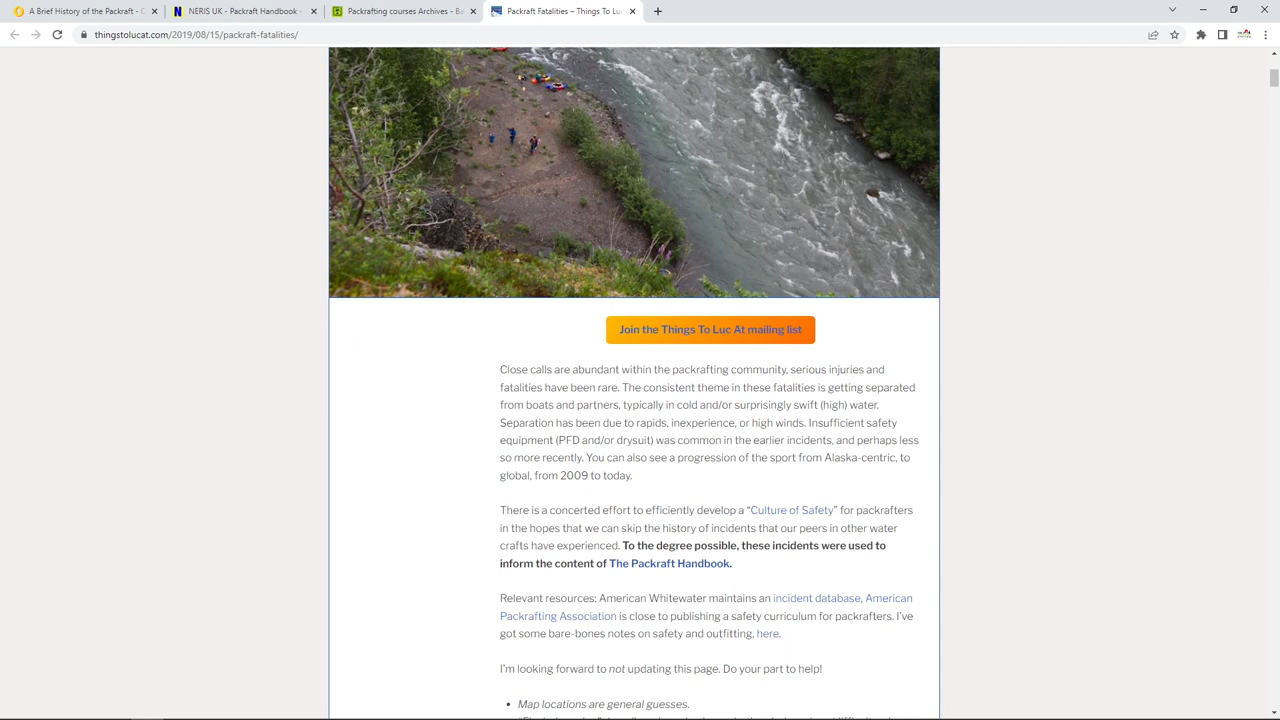 A Brief History of the Packraft - C
NERIS UK - Packraft Handbook -
Packrafting courses Archives - Ba
Packraft Fatalities – Things To Luc
thingstolucat.com/2019/08/15/packraft-fatalities/
Join the Things To Luc At mailing list
Close calls are abundant within the packrafting community, serious injuries and
fatalities have been rare. The consistent theme in these fatalities is getting separated
from boats and partners, typically in cold and/or surprisingly swift (high) water.
Separation has been due to rapids, inexperience, or high winds. Insufficient safety
equipment (PFD and/or drysuit) was common in the earlier incidents, and perhaps less
so more recently. You can also see a progression of the sport from Alaska-centric, to
global, from 2009 to today.
There is a concerted effort to efficiently develop a “Culture of Safety” for packrafters
in the hopes that we can skip the history of incidents that our peers in other water
crafts have experienced. To the degree possible, these incidents were used to
inform the content of The Packraft Handbook.
Relevant resources: American Whitewater maintains an incident database, American
Packrafting Association is close to publishing a safety curriculum for packrafters. I’ve
got some bare-bones notes on safety and outfitting, here.
I’m looking forward to not updating this page. Do your part to help!
• Map locations are general guesses.